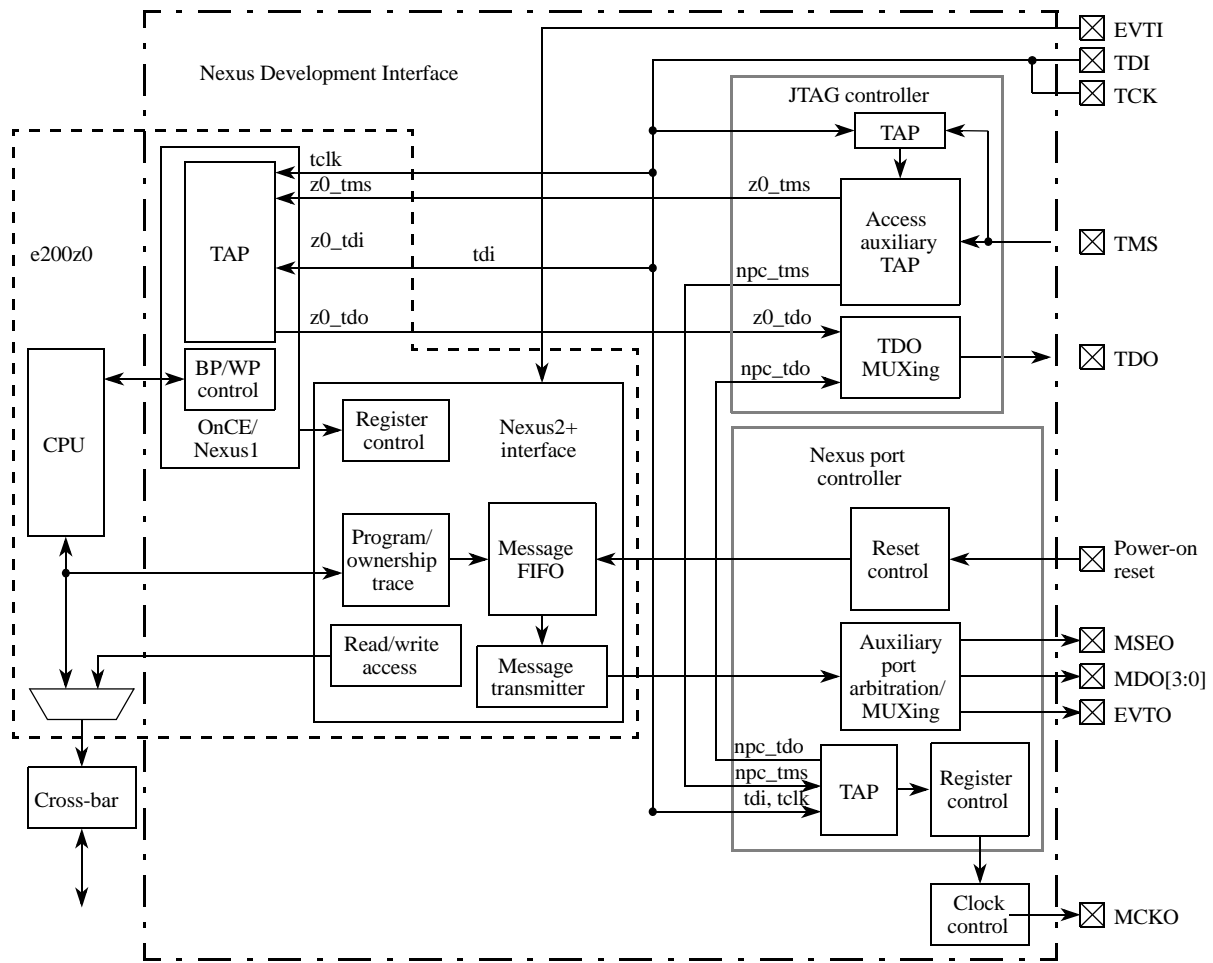 EVTI
Nexus Development Interface
TDI
JTAG controller
TCK
TAP
tclk
z0_tms
z0_tms
Access
auxiliary
TAP
TMS
e200z0
TAP
z0_tdi
tdi
npc_tms
z0_tdo
z0_tdo
TDO
MUXing
TDO
BP/WP
control
npc_tdo
OnCE/
Nexus1
Register
control
Nexus2+
interface
CPU
Nexus port
controller
Program/
ownership
trace
Message
FIFO
Reset
control
Power-on
reset
Read/write
access
Message
transmitter
Auxiliary
port
arbitration/
MUXing
MSEO
MDO[3:0]
EVTO
npc_tdo
npc_tms
tdi, tclk
TAP
Register
control
Cross-bar
Clock
control
MCKO